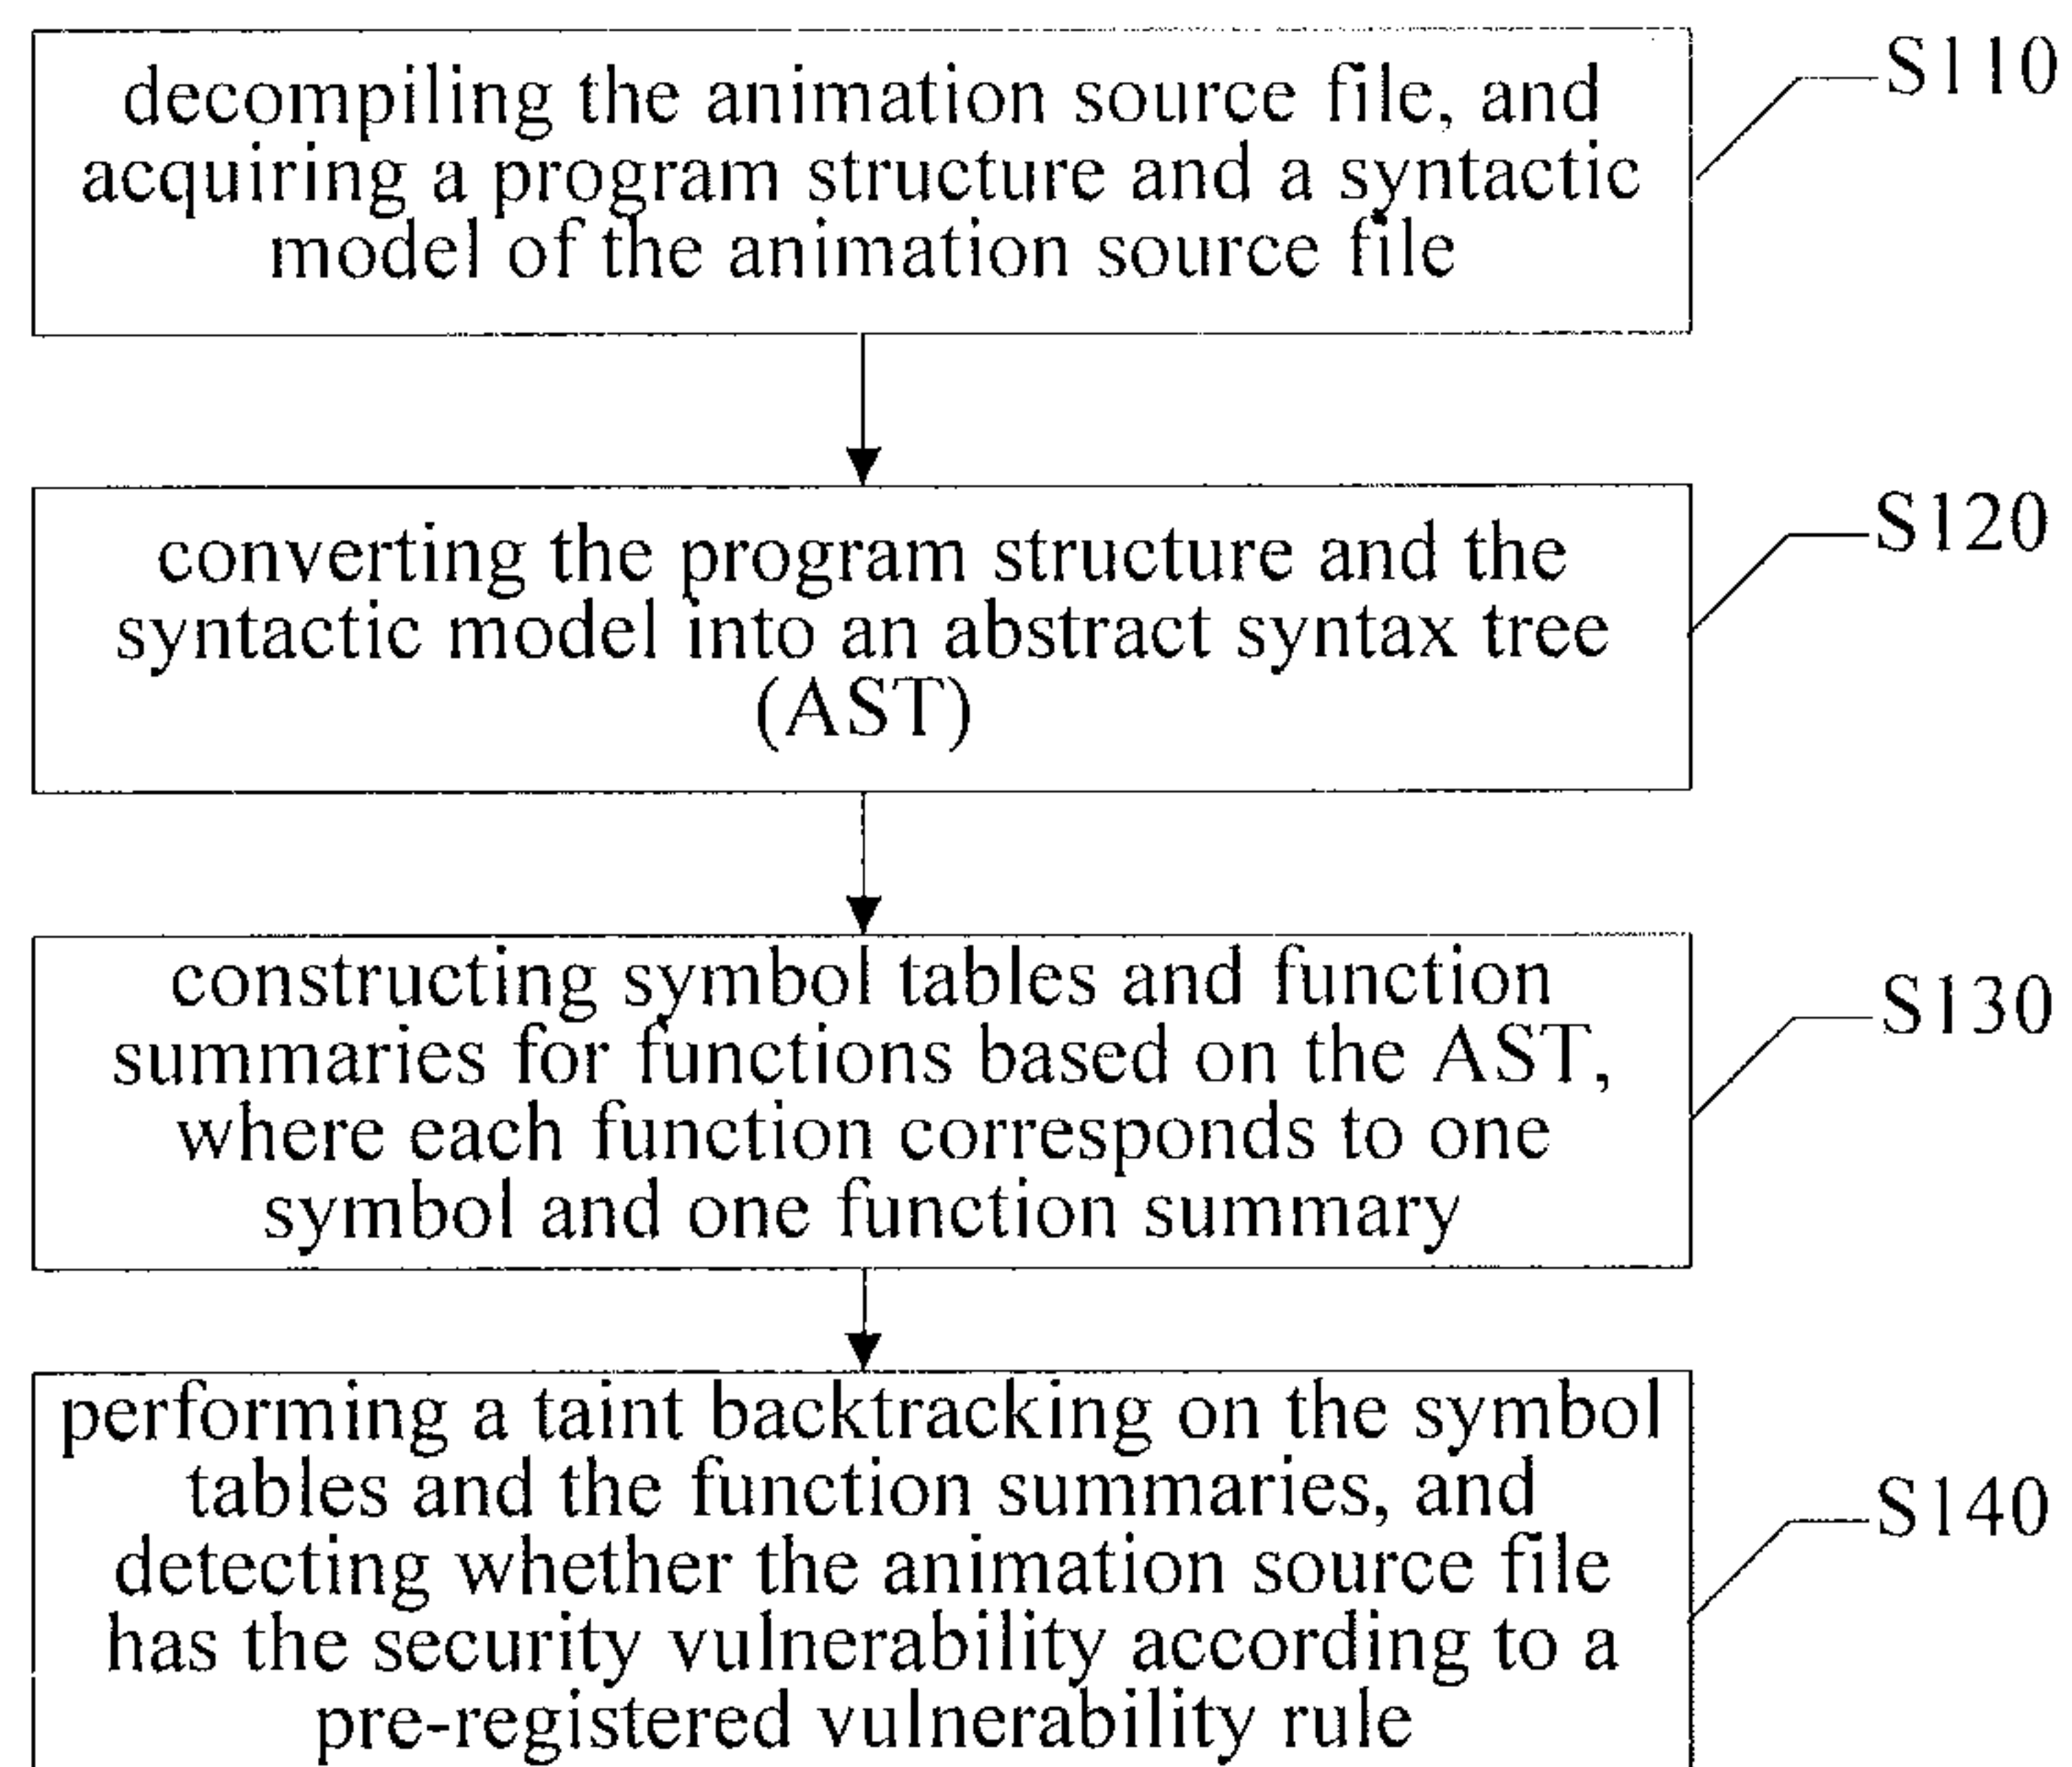 decompiling the animation source file, and
acquiring a program structure and a syntactic
model of the animation source file
S110
converting the program structure and the
syntactic model into an abstract syntax tree
(AST)
S120
constructing symbol tables and function
summaries for functions based on the AST,
where each function corresponds to one
symbol and one function summary
S130
performing a taint backtracking on the symbol
tables and the function summaries, and
detecting whether the animation source file
has the security vulnerability according to a
pre-registered vulnerability rule
S140